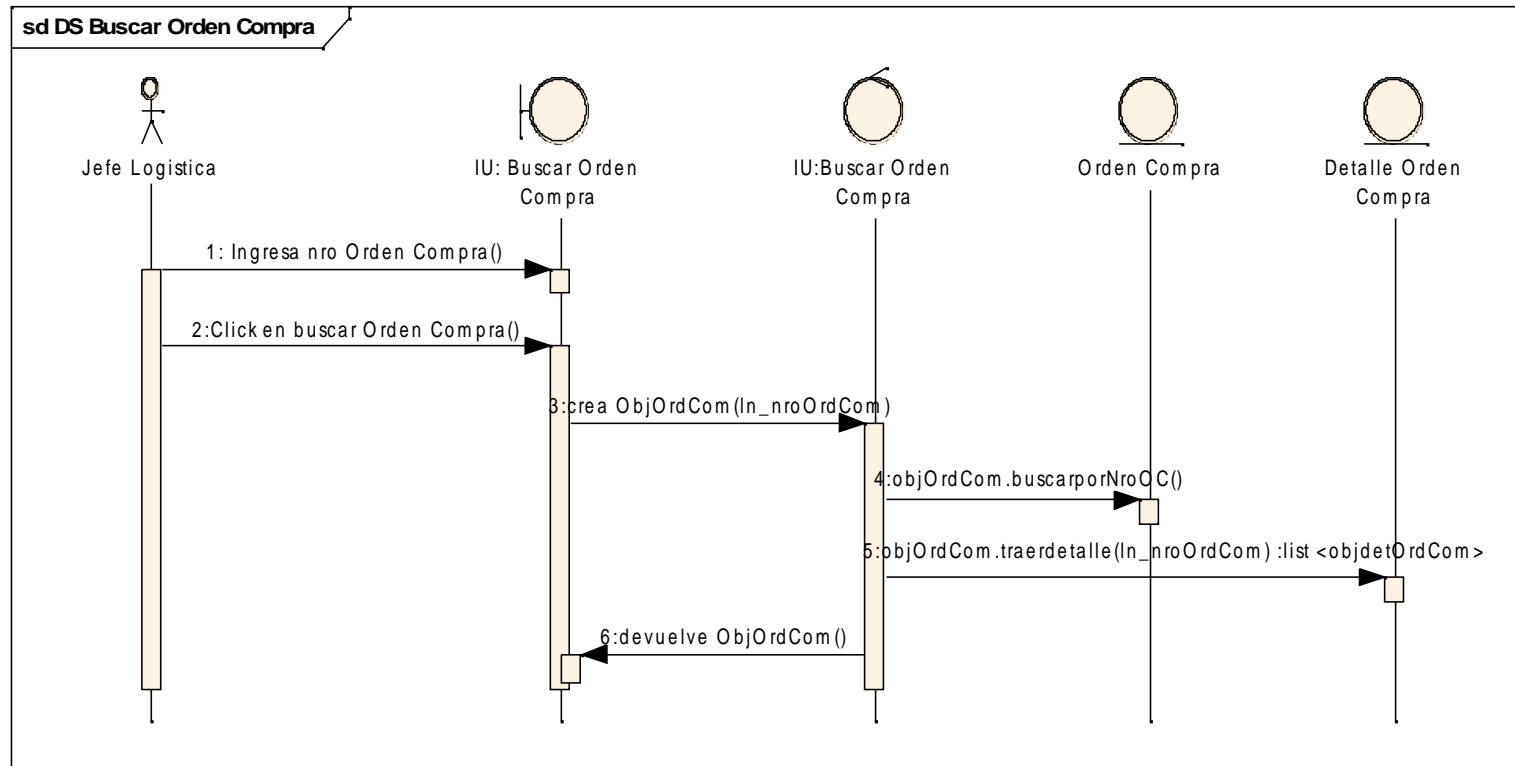 sd DS Buscar Orden Compra
Jefe Logistica
IU: Buscar Orden
Compra
IU:Buscar Orden
Compra
Orden Compra
Detalle Orden
Compra
1: Ingresa nro Orden Compra()
2:Click en buscar Orden Compra()
3:crea ObjOrdCom(In_nroOrdCom)
4:objOrdCom.buscarporNroOC()
5:objOrdCom.traerdetalle(In_nroOrdCom) :list <objdetOrdCom>
6:devuelve ObjOrdCom()